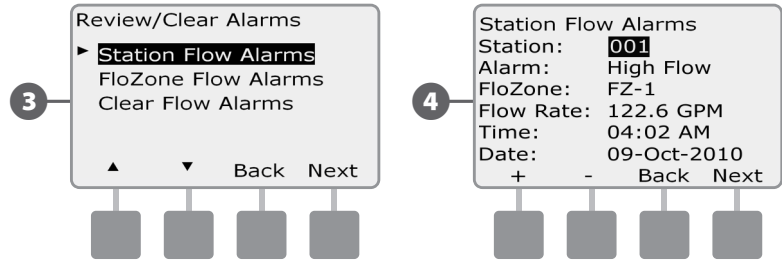 3
Review/Clear Alarms
► Station Flow Alarms
FloZone Flow Alarms
Clear Flow Alarms
▲ ▼ Back Next
4
Station Flow Alarms
Station: 001
Alarm: High Flow
FloZone: FZ-1
Flow Rate: 122.6 GPM
Time: 04:02 AM
Date: 09-Oct-2010
+ - Back Next